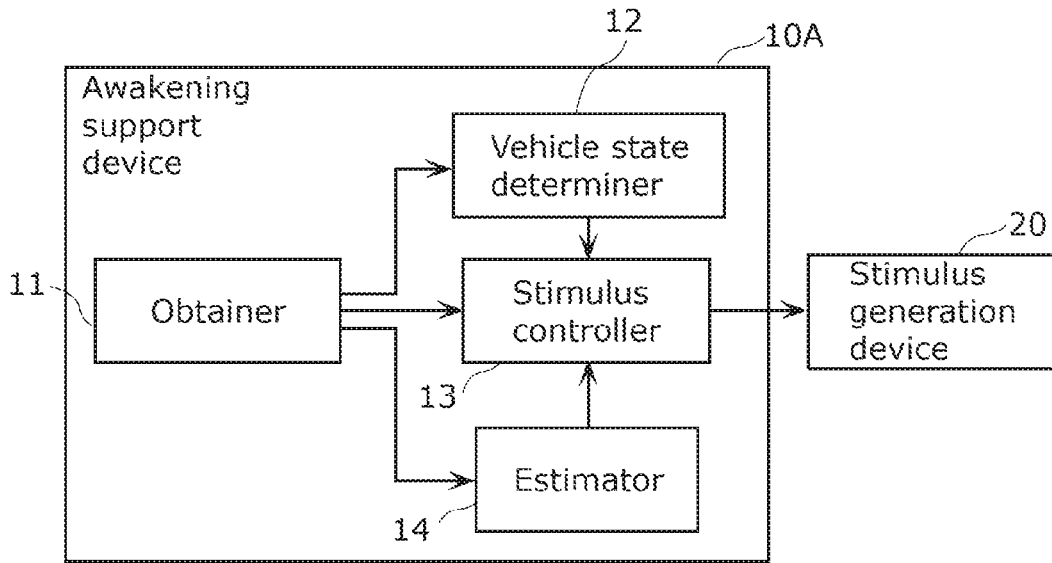 12
10A
Awakening
support
device
Vehicle state
determiner
20
11
Obtainer
Stimulus
controller
Stimulus
generation
device
13
Estimator
14